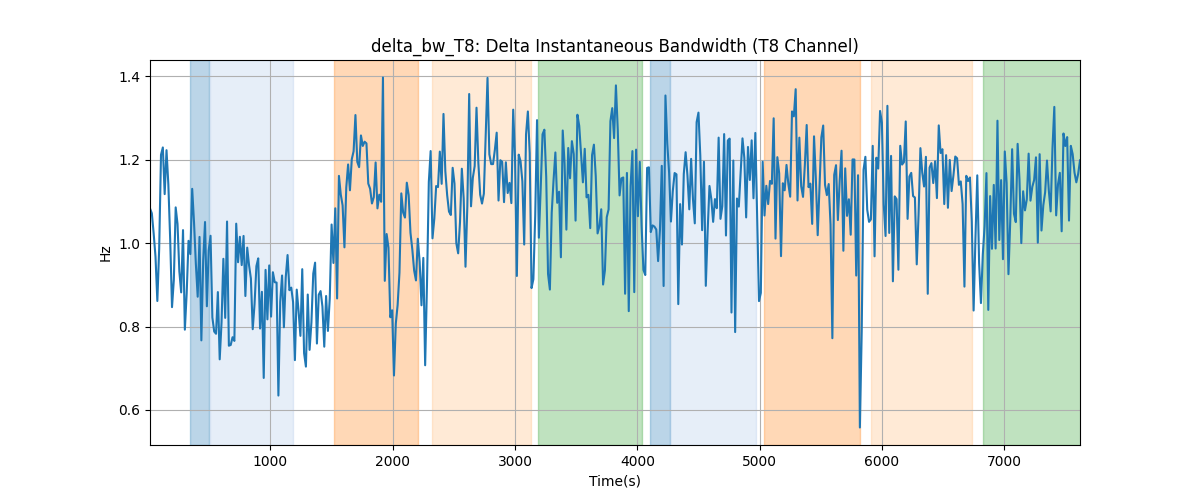 delta_bw_T8: Delta Instantaneous Bandwidth (T8 Channel)
1.4
1.2
1.0
0.8
0.6
Hz
1000 2000 3000 4000 5000 6000 7000
Time(s)